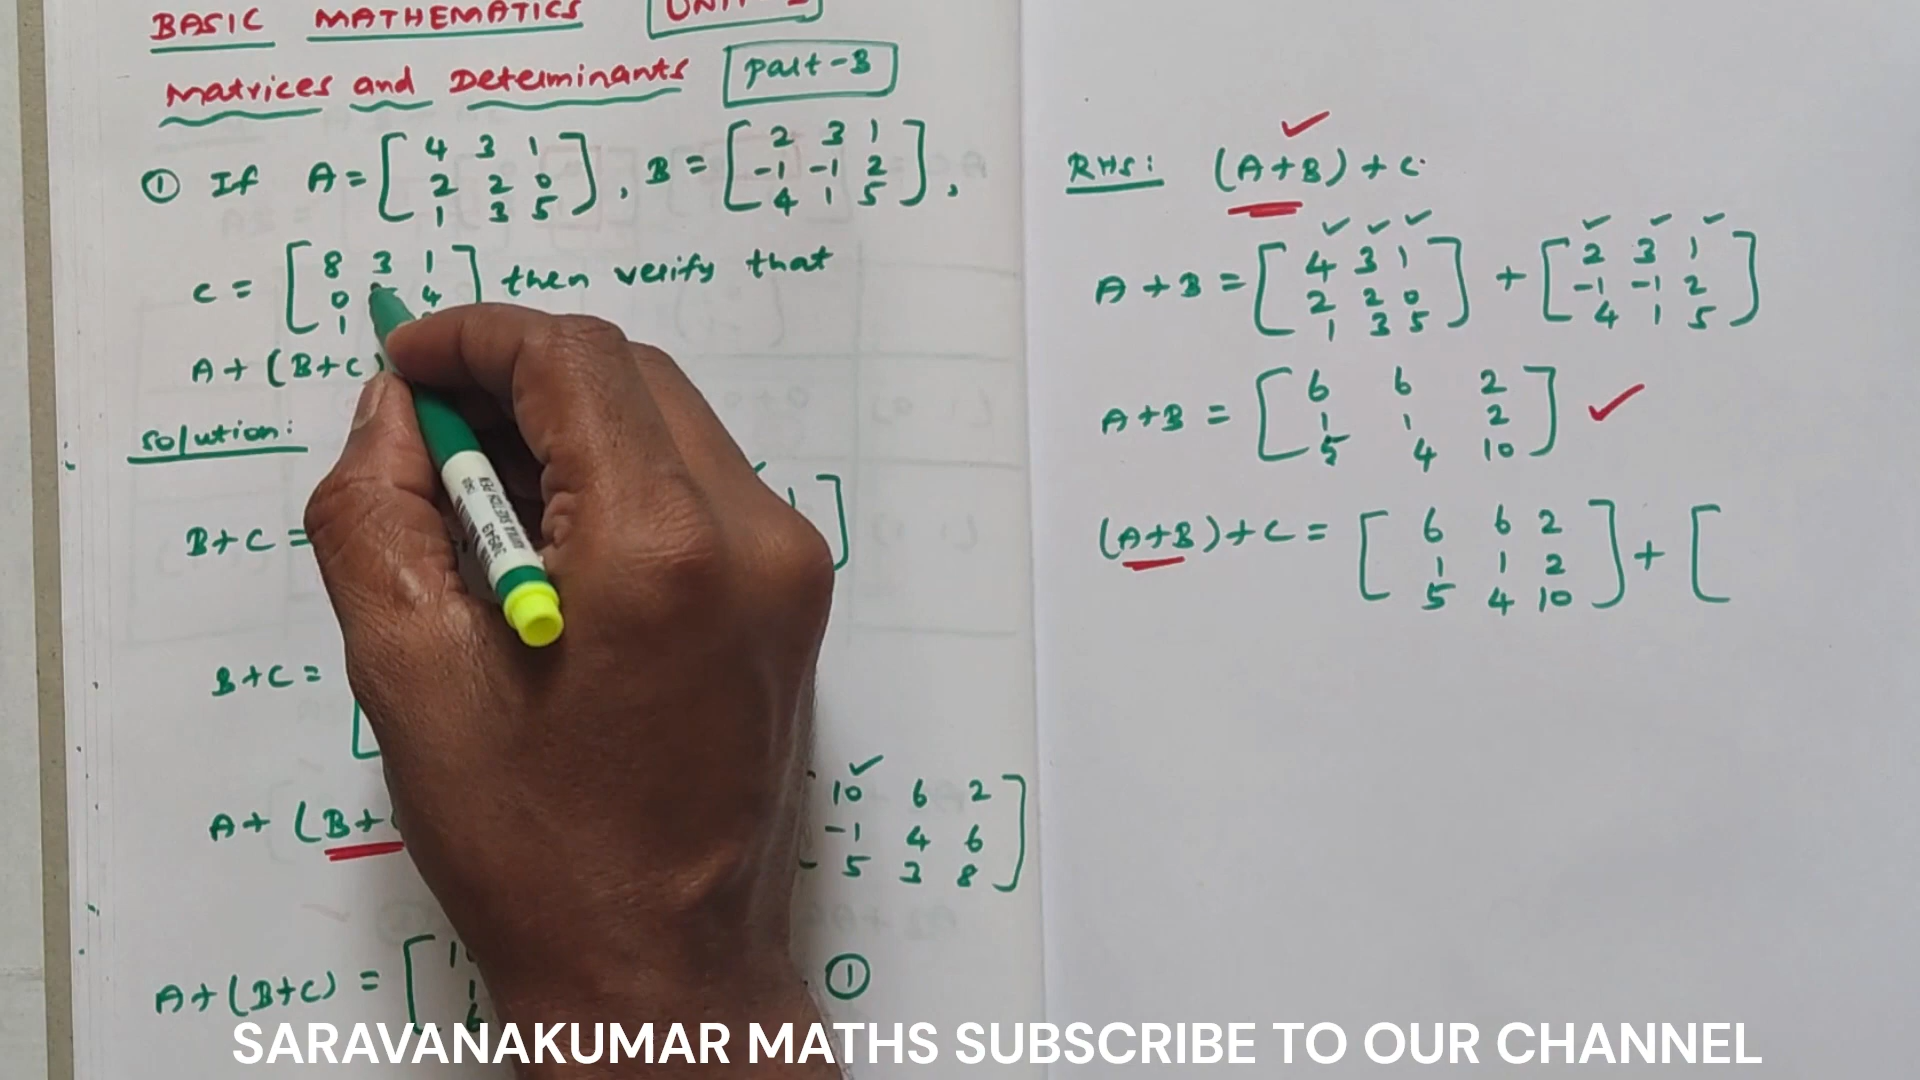 BASIC MATHEMATICS
Matrices and Determinants Part-B
① If A = [ 4 3 1 2 2 0 1 3 5 ], B = [ 2 3 1 -1 -1 2 4 1 5 ],
C = [ 8 3 1 0 4 1 ] then verify that
A + (B+C)
solution:
B+C =
B+C =
A + (B+ 10 6 2 -1 4 6 5 3 8 ]
A + (B+C) = [ ①
RHS: (A+B) + C.
A + B = [ 4 3 1 2 2 0 1 3 5 ] + [ 2 3 1 -1 -1 2 4 1 5 ]
A+B = [ 6 6 2 1 1 2 5 4 10 ]
(A+B)+C = [ 6 6 2 1 1 2 5 4 10 ] + [
SARAVANAKUMAR MATHS SUBSCRIBE TO OUR CHANNEL